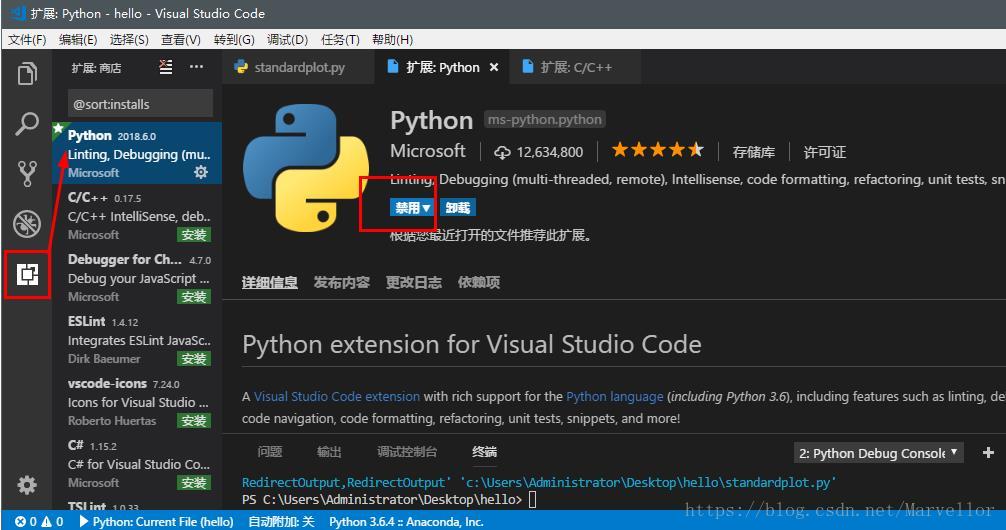 扩展: Python - hello - Visual Studio Code
文件(F) 编辑(E) 选择(S) 查看(V) 转到(G) 调试(D) 任务(T) 帮助(H)
扩展: 商店
@sort:installs
Python 2018.6.0
Linting, Debugging (mu...
Microsoft
C/C++ 0.17.5
C/C++ IntelliSense, deb...
Microsoft 安装
Debugger for Ch... 4.7.0
Debug your JavaScript ...
Microsoft 安装
ESLint 1.4.12
Integrates ESLint JavaSc...
Dirk Baeumer 安装
vscode-icons 7.24.0
Icons for Visual Studio ...
Roberto Huertas 安装
C# 1.15.2
C# for Visual Studio Co...
Microsoft 安装
TSLint 1.0.31
standardplot.py 扩展: Python 扩展: C/C++
Python ms-python.python
Microsoft 12,634,800 存储库 许可证
Linting, Debugging (multi-threaded, remote), Intellisense, code formatting, refactoring, unit tests, sn
禁用 卸载
根据您最近打开的文件推荐此扩展。
详细信息 发布内容 更改日志 依赖项
Python extension for Visual Studio Code
A Visual Studio Code extension with rich support for the Python language (including Python 3.6), including features such as linting, de
code navigation, code formatting, refactoring, unit tests, snippets, and more!
问题 输出 调试控制台 终端 2: Python Debug Console
RedirectOutput,RedirectOutput' 'c:\Users\Administrator\Desktop\hello\standardplot.py'
PS C:\Users\Administrator\Desktop\hello>
https://blog.csdn.net/Marvellor
0 0 Python: Current File (hello) 自动附加: 关 Python 3.6.4 :: Anaconda, Inc.